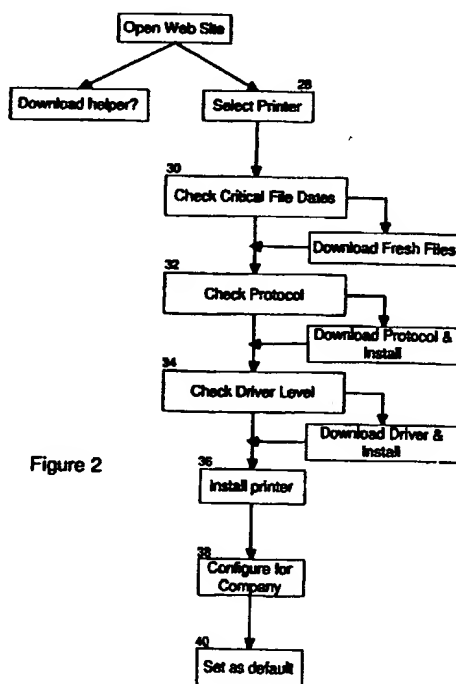 Open Web Site
Download helper?
28
Select Printer
30
Check Critical File Dates
Download Fresh Files
32
Check Protocol
Download Protocol &
Install
34
Check Driver Level
Download Driver &
Install
Figure 2
36
Install printer
38
Configure for
Company
40
Set as default